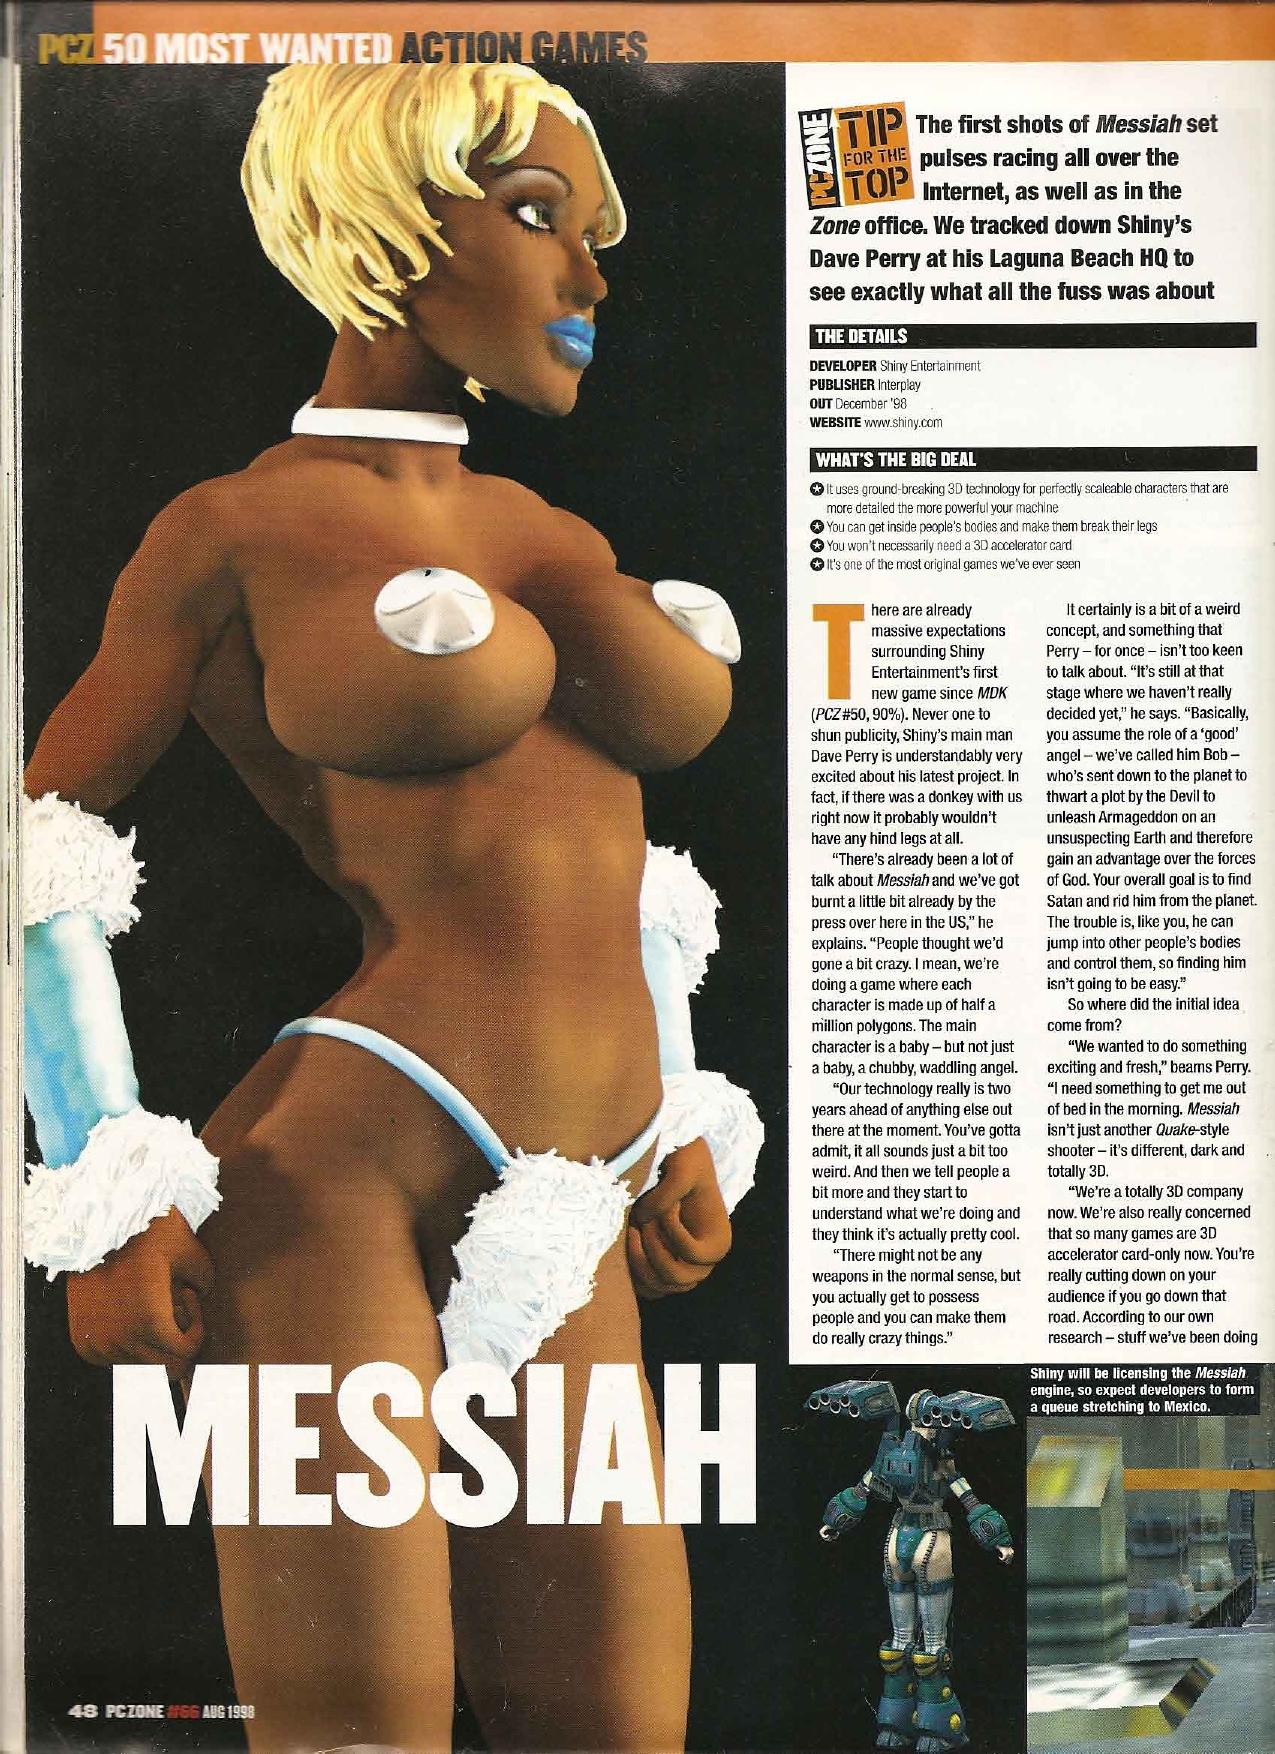 PCZ 50 MOST WANTED ACTION GAMES
PCZONE
TIP
FOR THE
TOP
The first shots of Messiah set
pulses racing all over the
Internet, as well as in the
Zone office. We tracked down Shiny's
Dave Perry at his Laguna Beach HQ to
see exactly what all the fuss was about
THE DETAILS
DEVELOPER Shiny Entertainment
PUBLISHER Interplay
OUT December '98
WEBSITE www.shiny.com
WHAT'S THE BIG DEAL
It uses ground-breaking 3D technology for perfectly scaleable characters that are
more detailed the more powerful your machine
You can get inside people's bodies and make them break their legs
You won't necessarily need a 3D accelerator card
It's one of the most original games we've ever seen
There are already
massive expectations
surrounding Shiny
Entertainment's first
new game since MDK
(PCZ #50, 90%). Never one to
shun publicity, Shiny's main man
Dave Perry is understandably very
excited about his latest project. In
fact, if there was a donkey with us
right now it probably wouldn't
have any hind legs at all.
"There's already been a lot of
talk about Messiah and we've got
burnt a little bit already by the
press over here in the US," he
explains. "People thought we'd
gone a bit crazy. I mean, we're
doing a game where each
character is made up of half a
million polygons. The main
character is a baby – but not just
a baby, a chubby, waddling angel.
"Our technology really is two
years ahead of anything else out
there at the moment. You've gotta
admit, it all sounds just a bit too
weird. And then we tell people a
bit more and they start to
understand what we're doing and
they think it's actually pretty cool.
"There might not be any
weapons in the normal sense, but
you actually get to possess
people and you can make them
do really crazy things."
It certainly is a bit of a weird
concept, and something that
Perry – for once – isn't too keen
to talk about. "It's still at that
stage where we haven't really
decided yet," he says. "Basically,
you assume the role of a 'good'
angel – we've called him Bob –
who's sent down to the planet to
thwart a plot by the Devil to
unleash Armageddon on an
unsuspecting Earth and therefore
gain an advantage over the forces
of God. Your overall goal is to find
Satan and rid him from the planet.
The trouble is, like you, he can
jump into other people's bodies
and control them, so finding him
isn't going to be easy."
So where did the initial idea
come from?
"We wanted to do something
exciting and fresh," beams Perry.
"I need something to get me out
of bed in the morning. Messiah
isn't just another Quake-style
shooter – it's different, dark and
totally 3D.
"We're a totally 3D company
now. We're also really concerned
that so many games are 3D
accelerator card-only now. You're
really cutting down on your
audience if you go down that
road. According to our own
research – stuff we've been doing
MESSIAH
Shiny will be licensing the Messiah
engine, so expect developers to form
a queue stretching to Mexico.
48 PCZONE #66 AUG 1998